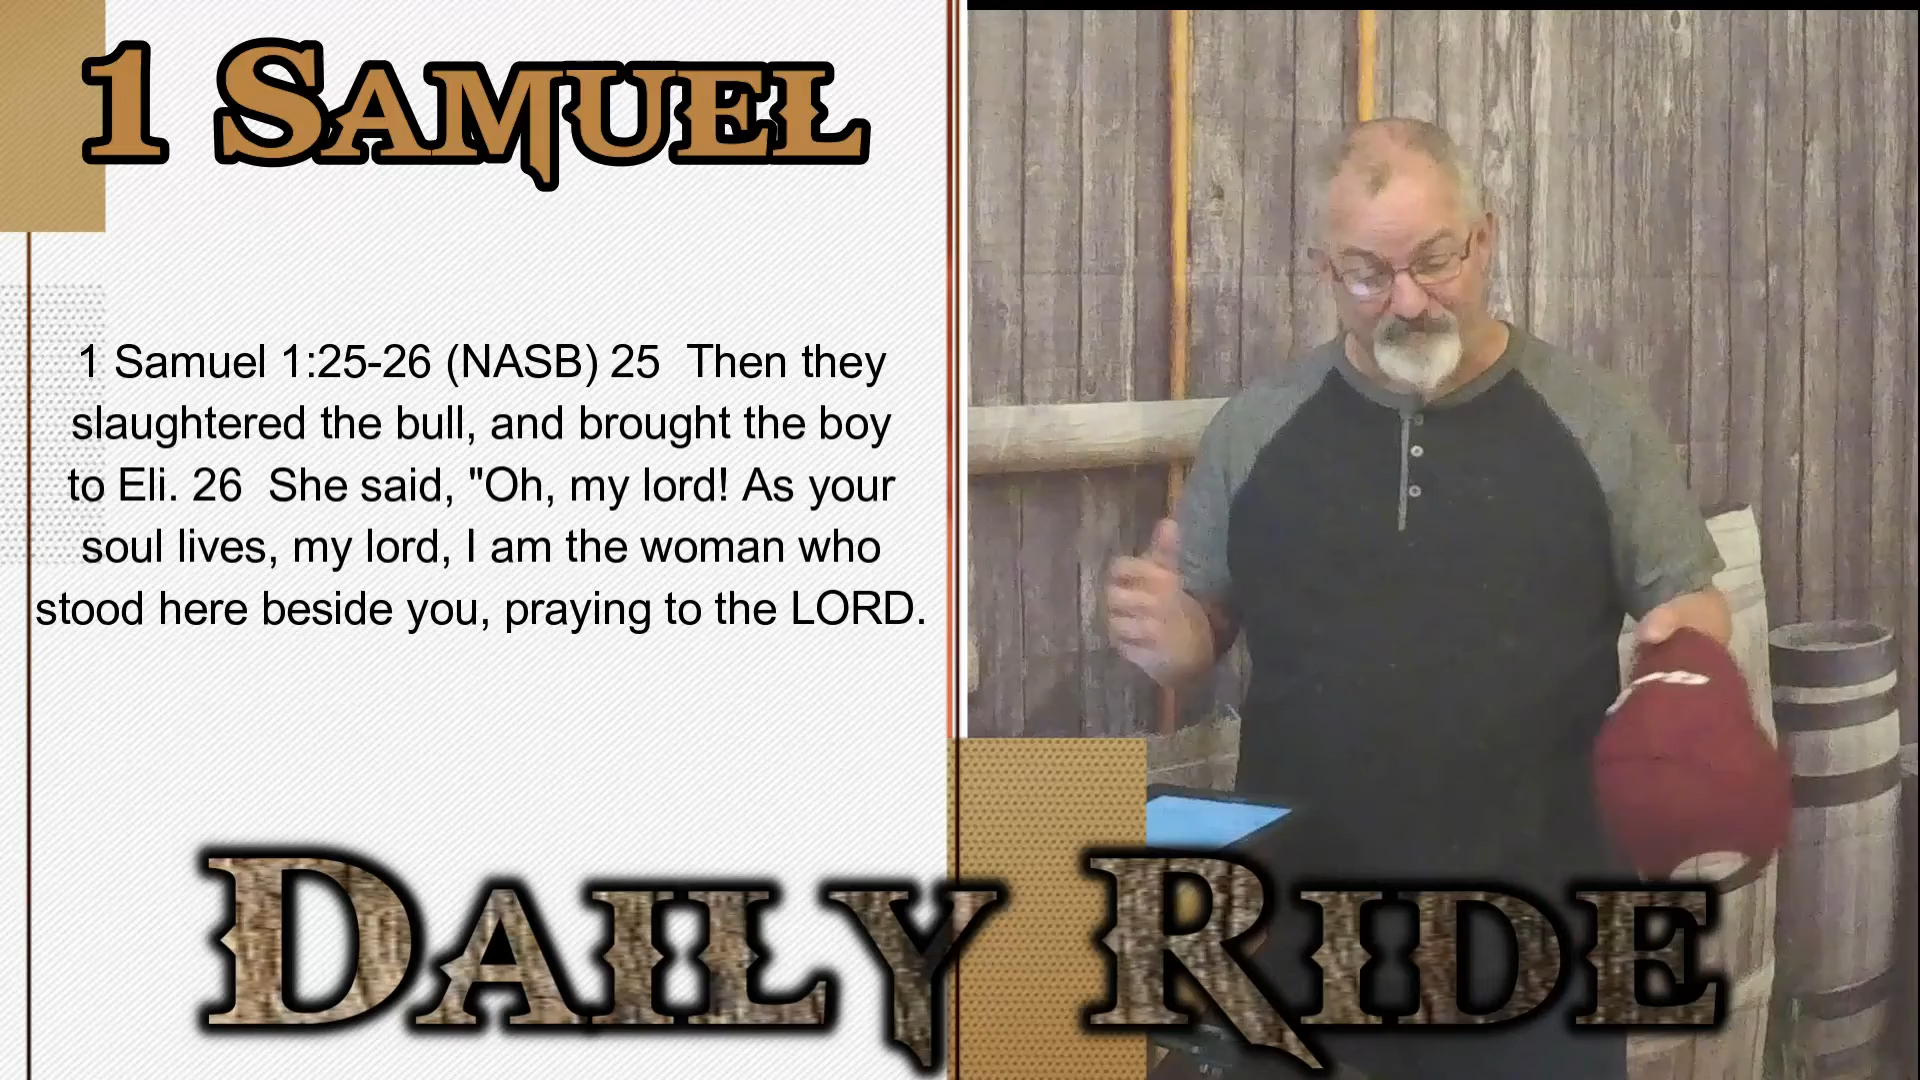 1 Samuel
1 Samuel 1:25-26 (NASB) 25  Then they
slaughtered the bull, and brought the boy
to Eli. 26  She said, "Oh, my lord! As your
soul lives, my lord, I am the woman who
stood here beside you, praying to the LORD.
Daily Ride